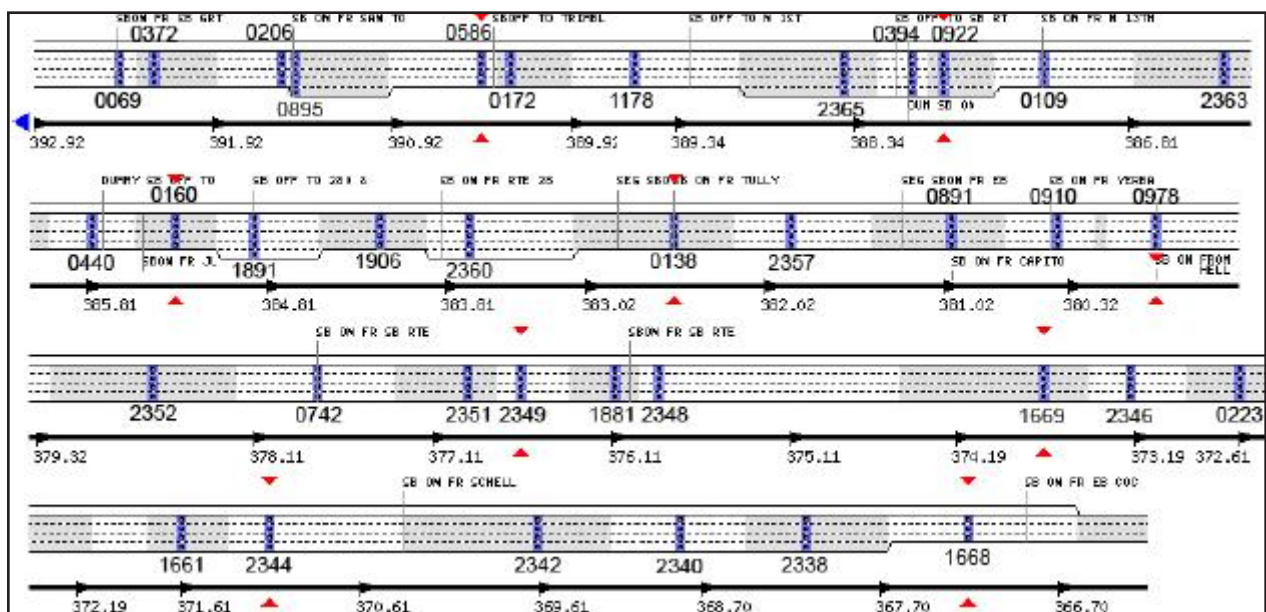 SBON FR SB GRT SB ON FR SAN TO SBOFF TO TRIMBL SB OFF TO N 1ST SB OFF TO SB RT SB ON FR N 13TH
0372 0206 0586 0394 0922
0069 0895 0172 1178 2365 DUM SB ON 0109 2363
392.92 391.92 390.92 389.92 389.34 388.34 386.81
DUMMY SB OFF TO SB OFF TO 280 & SB ON FR RTE 28 SB ON FR TULLY SEG SBON FR EB SB ON FR YERBA
0160 0891 0910 0978
0440 SBON FR JL 1891 1906 2360 0138 2357 SB ON FR CAPITO SB ON FROM
HELL
385.81 384.81 383.81 383.02 382.02 381.02 380.32
SB ON FR SB RTE SBON FR SB RTE
2352 0742 2351 2349 1881 2348 1669 2346 0223
379.32 378.11 377.11 376.11 375.11 374.19 373.19 372.61
SB ON FR SCHELL SB ON FR EB COC
1661 2344 2342 2340 2338 1668
372.19 371.61 370.61 369.61 368.70 367.70 366.70